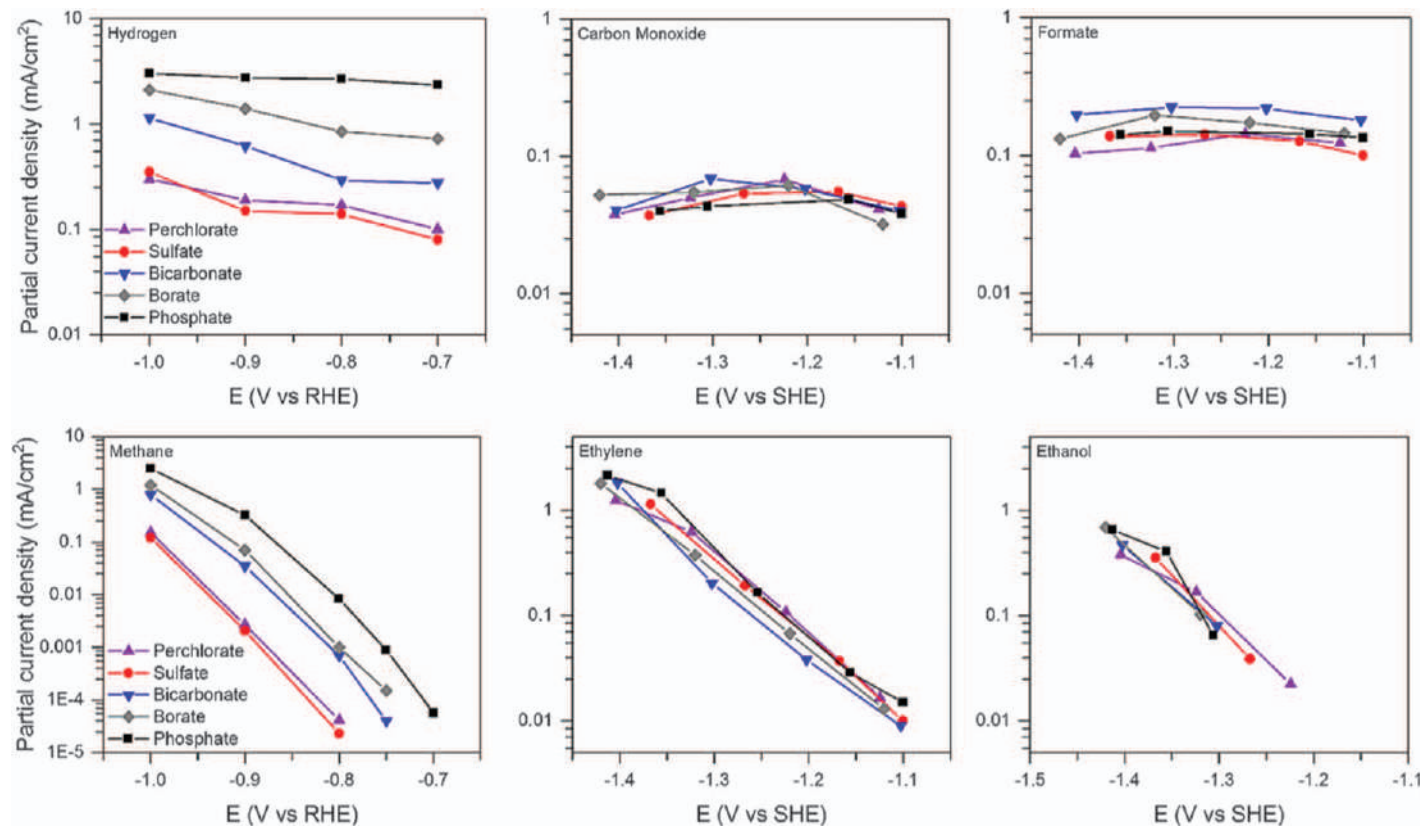 Hydrogen
Partial current density (mA/cm²)
10
1
0.1
0.01
Perchlorate
Sulfate
Bicarbonate
Borate
Phosphate
-1.0 -0.9 -0.8 -0.7
E (V vs RHE)
Carbon Monoxide
1
0.1
0.01
-1.4 -1.3 -1.2 -1.1
E (V vs SHE)
Formate
1
0.1
0.01
-1.4 -1.3 -1.2 -1.1
E (V vs SHE)
Methane
Partial current density (mA/cm²)
10
1
0.1
0.01
0.001
1E-4
1E-5
Perchlorate
Sulfate
Bicarbonate
Borate
Phosphate
-1.0 -0.9 -0.8 -0.7
E (V vs RHE)
Ethylene
1
0.1
0.01
-1.4 -1.3 -1.2 -1.1
E (V vs SHE)
Ethanol
1
0.1
0.01
-1.5 -1.4 -1.3 -1.2 -1.1
E (V vs SHE)